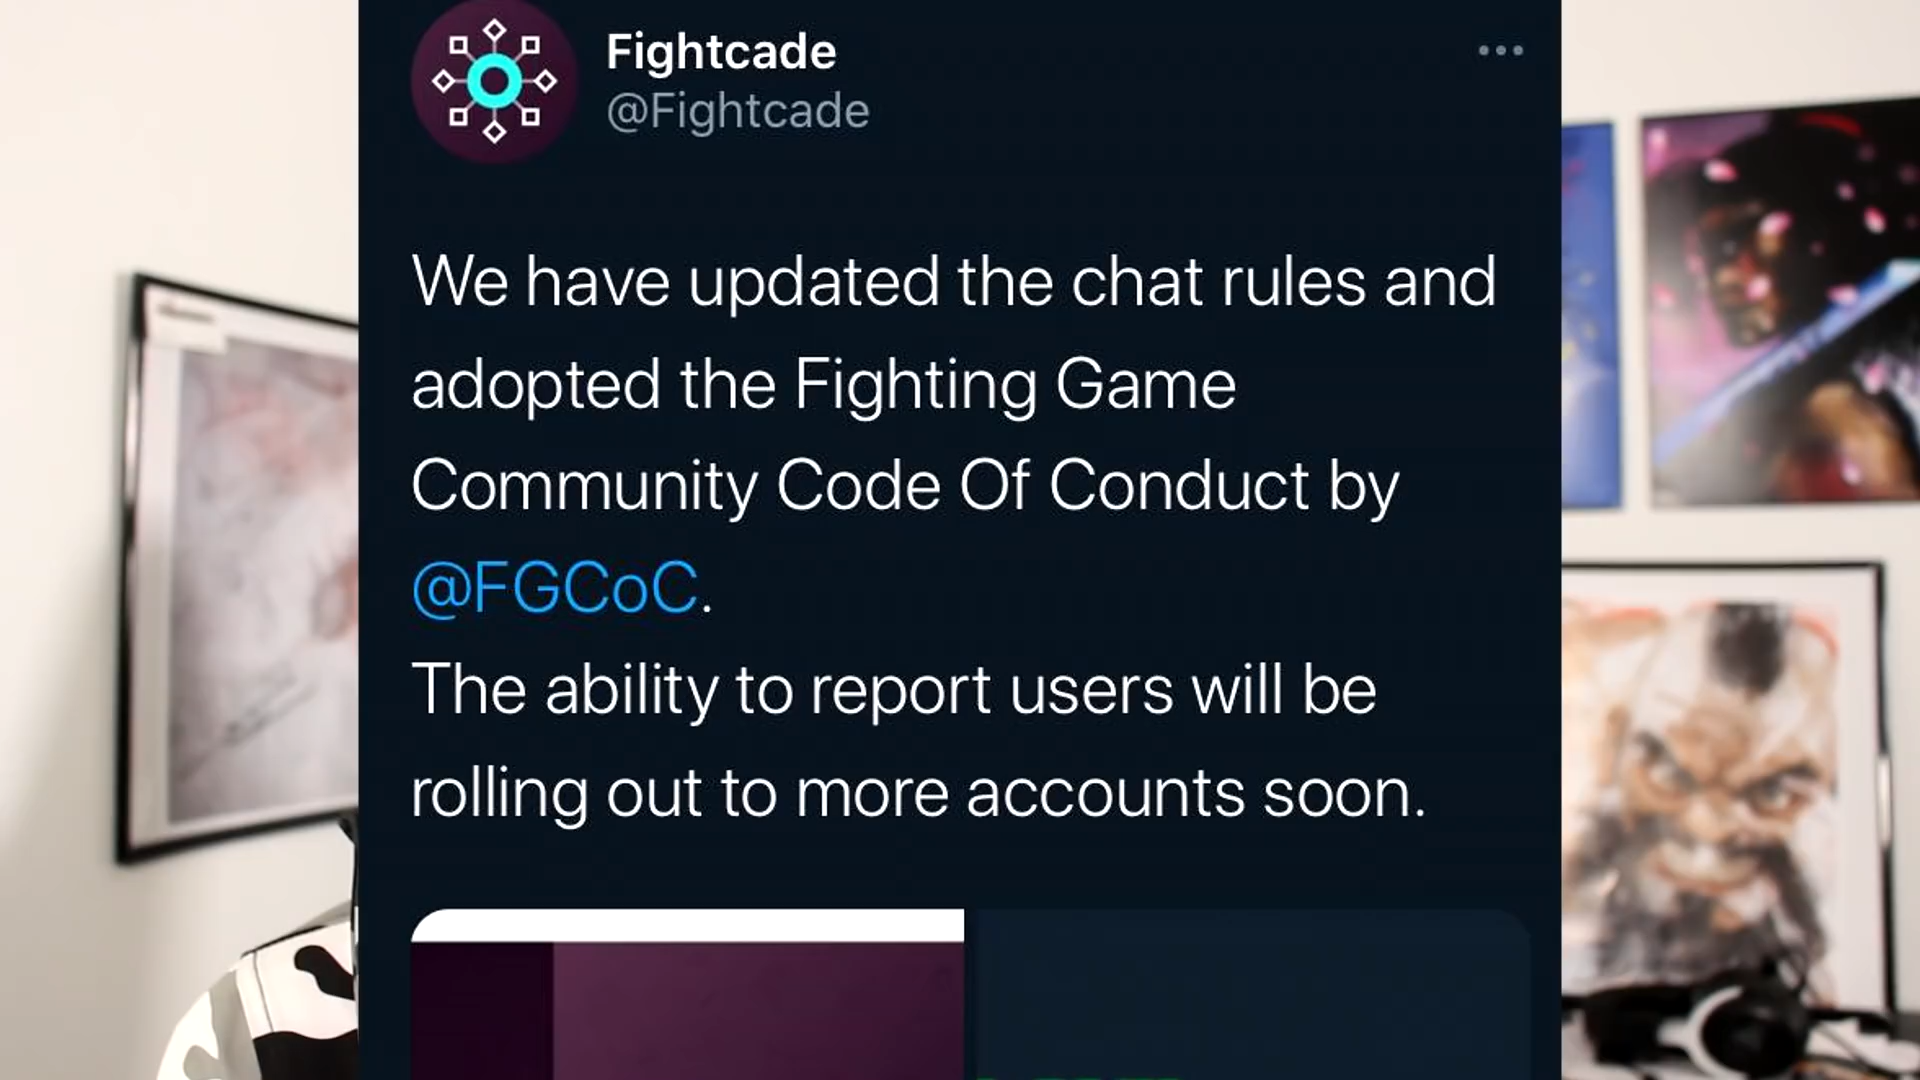 Fightcade
@Fightcade
We have updated the chat rules and
adopted the Fighting Game
Community Code Of Conduct by
@FGCoC.
The ability to report users will be
rolling out to more accounts soon.